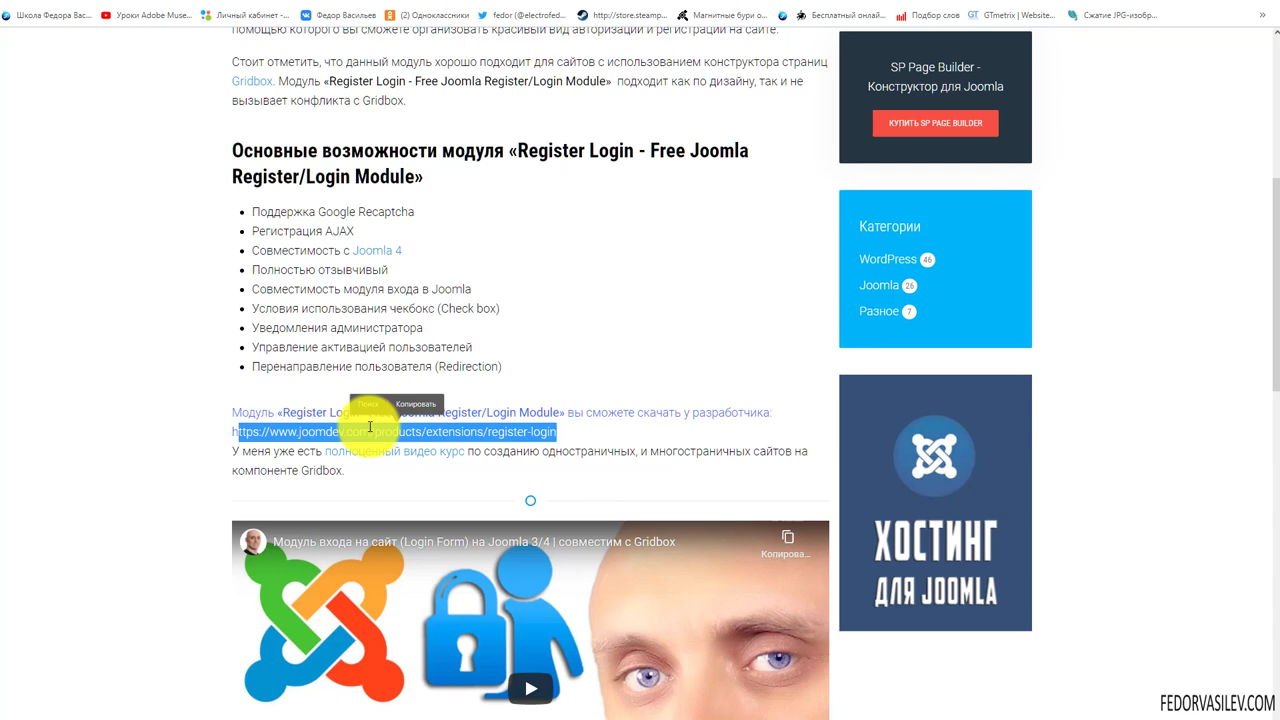 Школа Федора Вас...
Уроки Adobe Muse...
Личный кабинет -...
Федор Васильев
(2) Одноклассники
fedor (@electrofed...
http://store.steamp...
Магнитные бури о...
Бесплатный онлай...
Подбор слов
GTmetrix | Website...
Сжатие JPG-изобр...
»
помощью которого вы сможете организовать красивый вид авторизации и регистрации на сайте.
Стоит отметить, что данный модуль хорошо подходит для сайтов с использованием конструктора страниц
Gridbox. Модуль «Register Login - Free Joomla Register/Login Module» подходит как по дизайну, так и не
вызывает конфликта с Gridbox.
Основные возможности модуля «Register Login - Free Joomla
Register/Login Module»
Поддержка Google Recaptcha
Регистрация AJAX
Совместимость с Joomla 4
Полностью отзывчивый
Совместимость модуля входа в Joomla
Условия использования чекбокс (Check box)
Уведомления администратора
Управление активацией пользователей
Перенаправление пользователя (Redirection)
Поиск Копировать
Модуль «Register Login - Free Joomla Register/Login Module» вы сможете скачать у разработчика:
https://www.joomdev.com/products/extensions/register-login
У меня уже есть полноценный видео курс по созданию одностраничных, и многостраничных сайтов на
компоненте Gridbox.
Модуль входа на сайт (Login Form) на Joomla 3/4 | совместим с Gridbox
Копирова...
SP Page Builder -
Конструктор для Joomla
КУПИТЬ SP PAGE BUILDER
Категории
WordPress 46
Joomla 26
Разное 7
ХОСТИНГ
ДЛЯ JOOMLA
FEDORVASILEV.COM